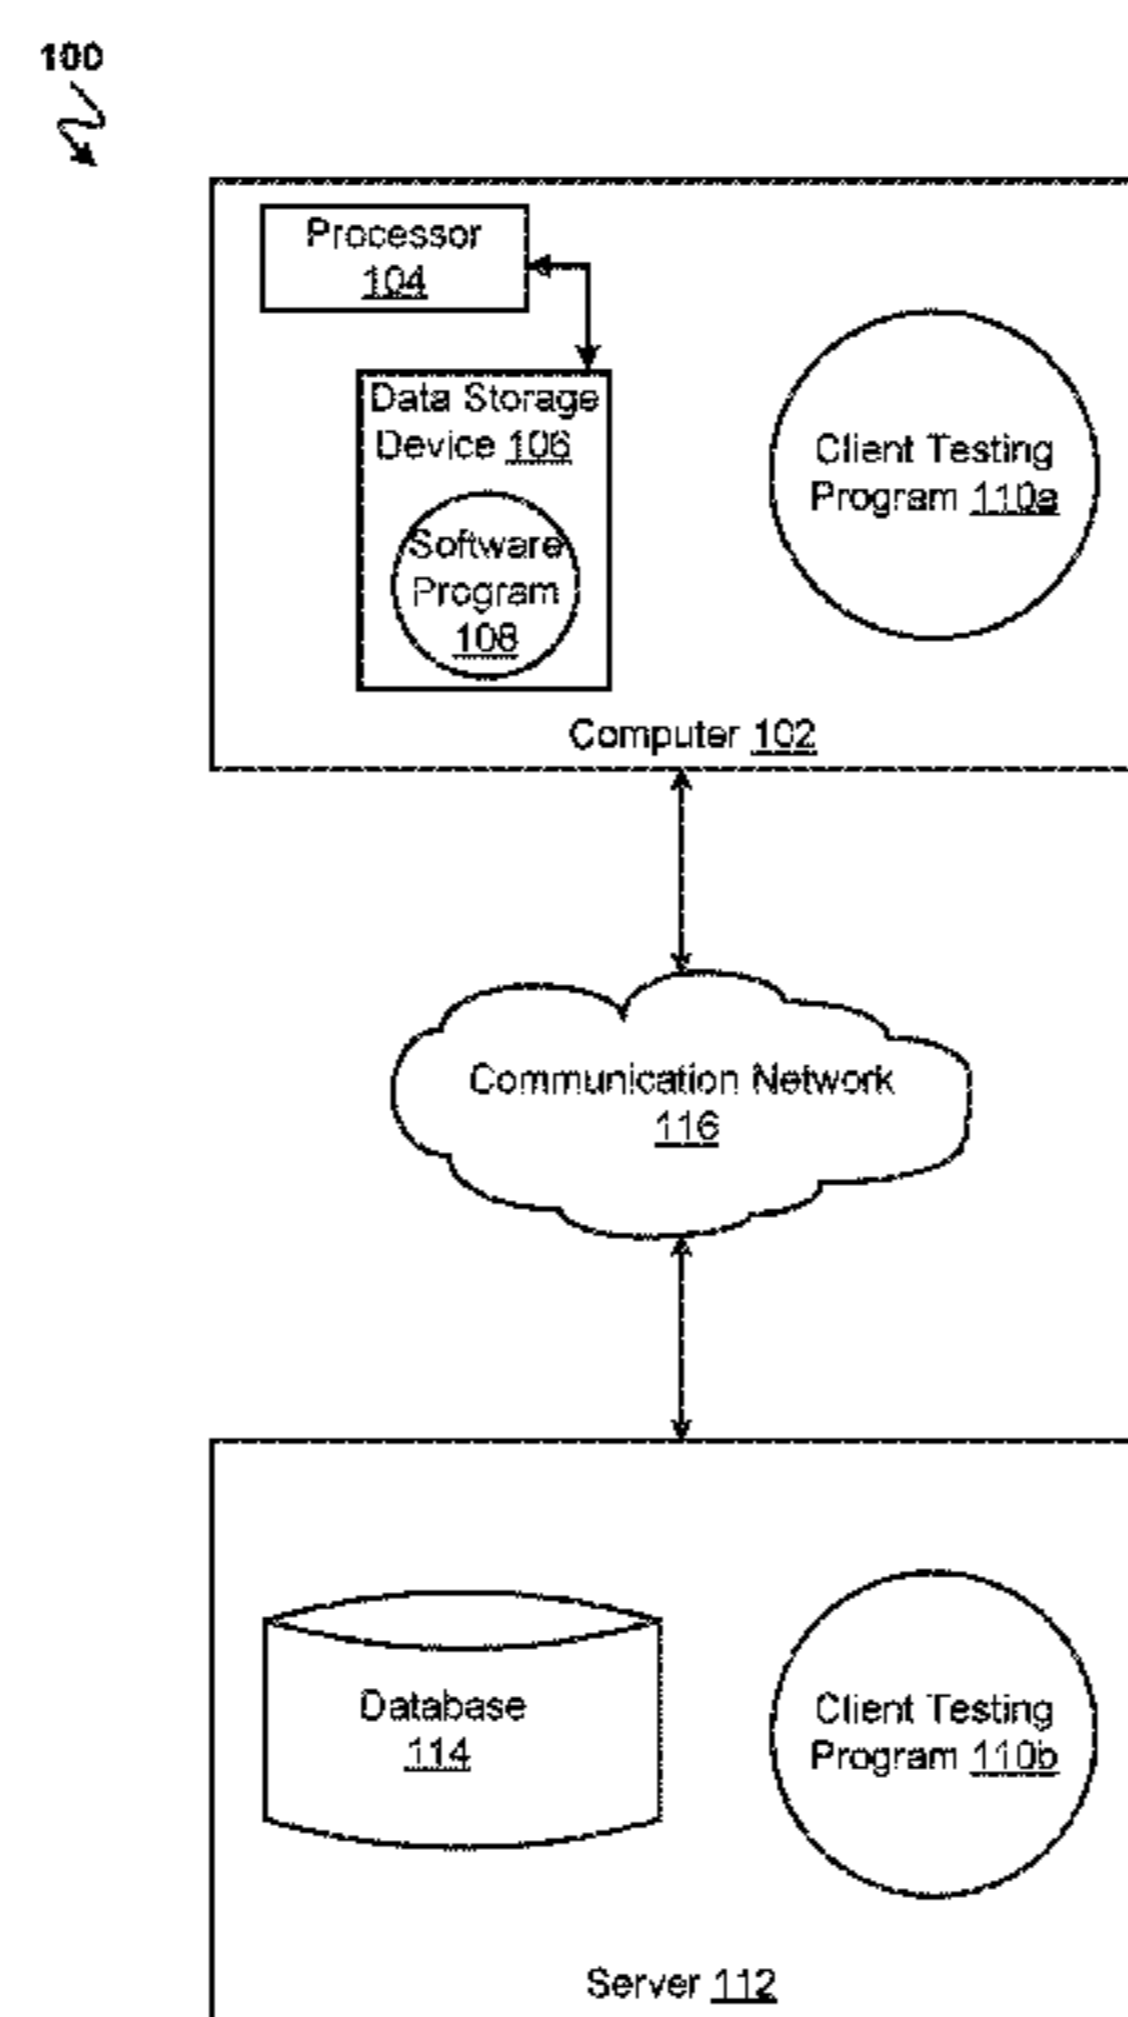 100
Processor
104
Data Storage
Device 106
Software
Program
108
Client Testing
Program 110a
Computer 102
Communication Network
116
Database
114
Client Testing
Program 110b
Server 112